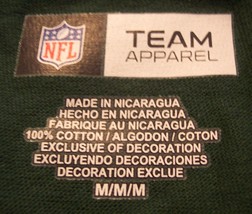 NFL
TEAM
APPAREL
MADE IN NICARAGUA
HECHO EN NICARAGUA
FABRIQUE AU NICARAGUA
100% COTTON / ALGODON / COTON
EXCLUSIVE OF DECORATION
EXCLUYENDO DECORACIONES
DECORATION EXCLUE
M/M/M